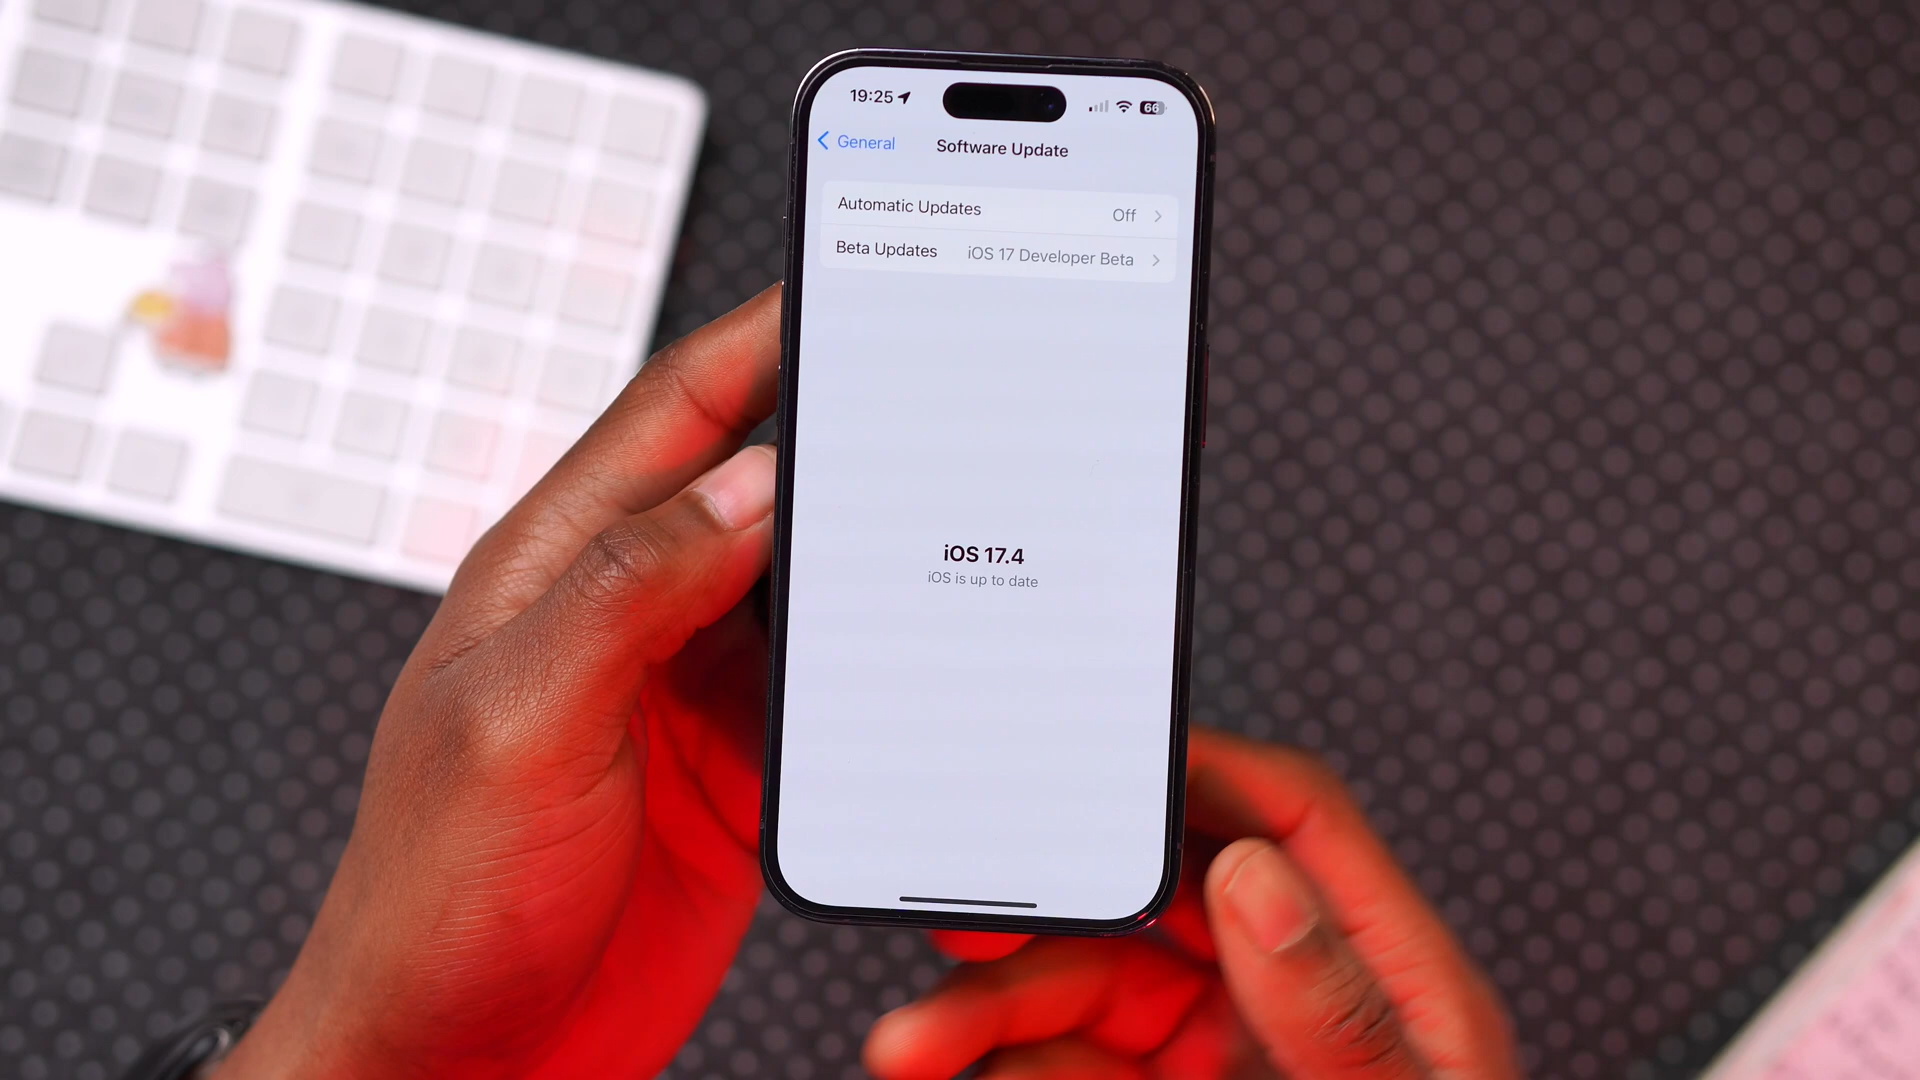 19:25
66
General
Software Update
Automatic Updates Off
Beta Updates iOS 17 Developer Beta
iOS 17.4
iOS is up to date